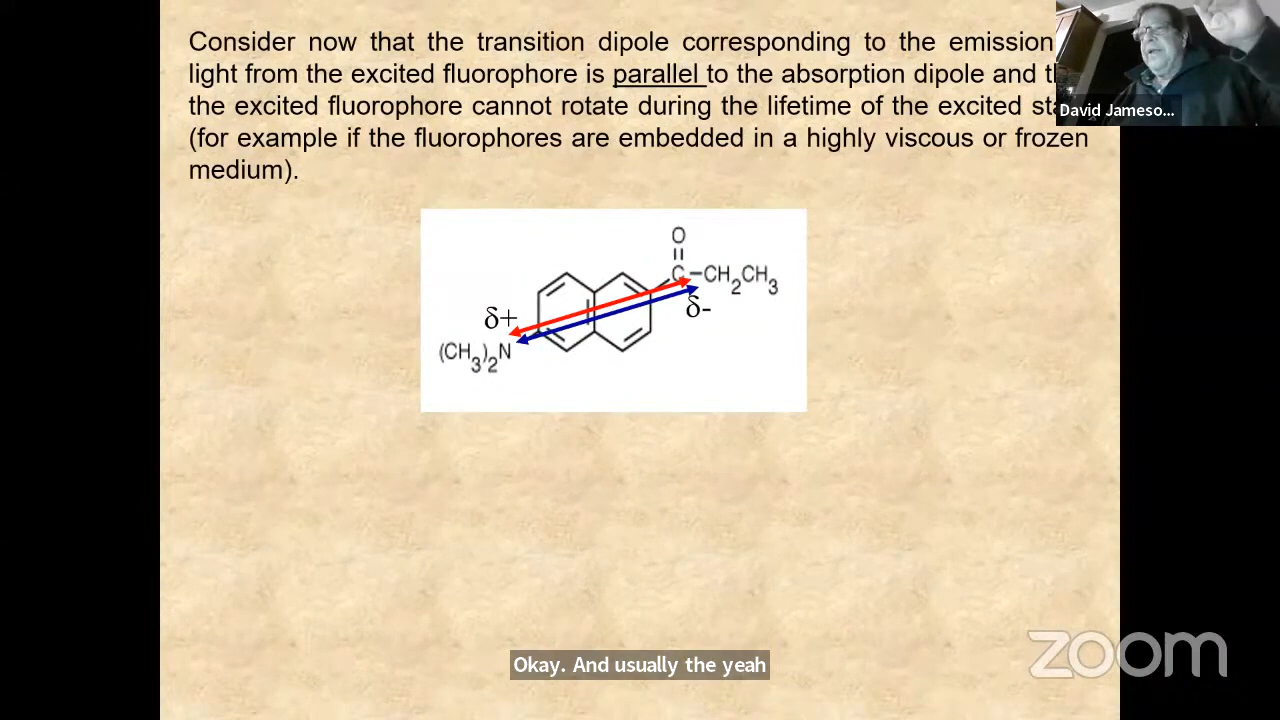 Consider now that the transition dipole corresponding to the emission
light from the excited fluorophore is parallel to the absorption dipole and
the excited fluorophore cannot rotate during the lifetime of the excited
(for example if the fluorophores are embedded in a highly viscous or frozen
medium).
David Jameso...
O
C-CH2CH3
δ+
δ-
(CH3)2N
Okay. And usually the yeah
zoom